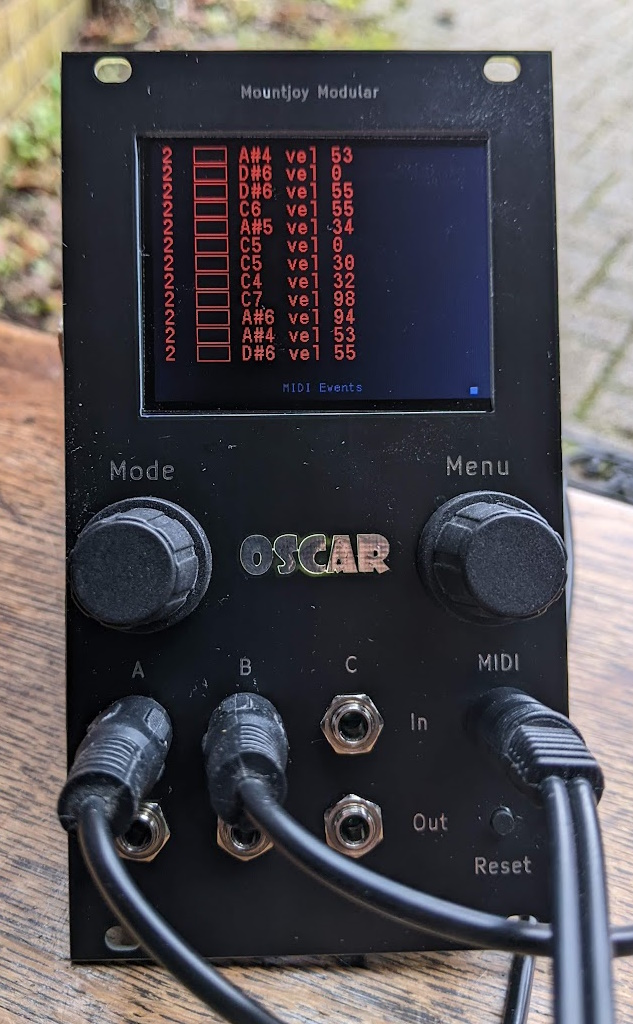 Mountjoy Modular
2 A#4 vel 53
2 D#6 vel 0
2 D#6 vel 55
2 C6 vel 55
2 A#5 vel 34
2 C5 vel 0
2 C5 vel 30
2 C4 vel 32
2 C7 vel 98
2 A#6 vel 94
2 A#4 vel 53
2 D#6 vel 55
MIDI Events
Mode
Menu
OSCAR
A B C MIDI
In
Out
Reset